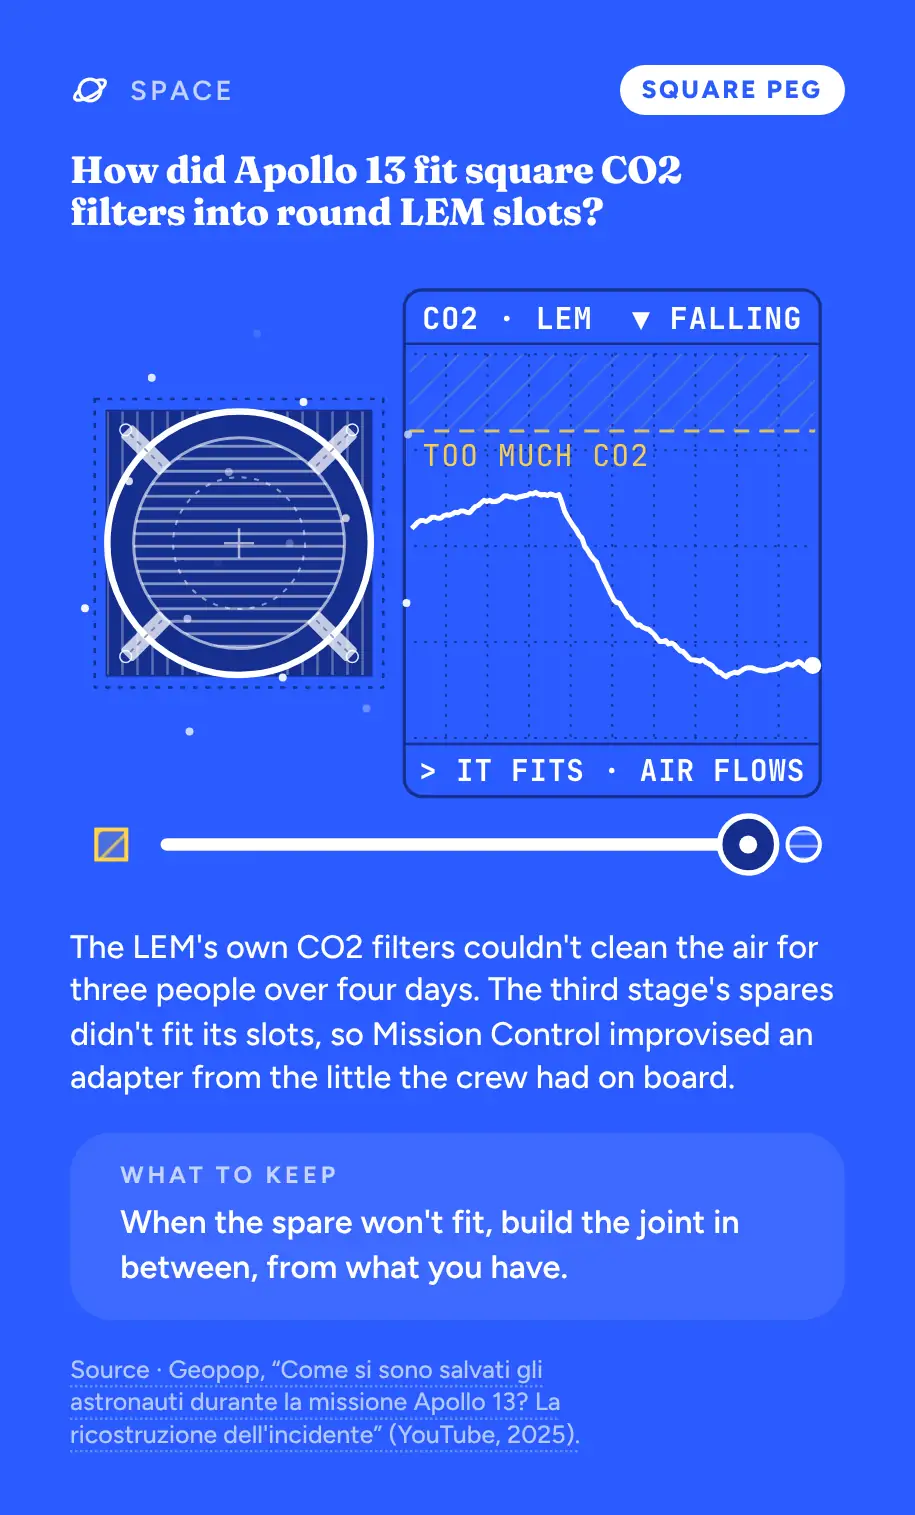 SPACE
SQUARE PEG
How did Apollo 13 fit square CO2
filters into round LEM slots?
CO2 · LEM ▼ FALLING
TOO MUCH CO2
> IT FITS · AIR FLOWS
The LEM's own CO2 filters couldn't clean the air for
three people over four days. The third stage's spares
didn't fit its slots, so Mission Control improvised an
adapter from the little the crew had on board.
WHAT TO KEEP
When the spare won't fit, build the joint in
between, from what you have.
Source · Geopop, “Come si sono salvati gli
astronauti durante la missione Apollo 13? La
ricostruzione dell'incidente” (YouTube, 2025).